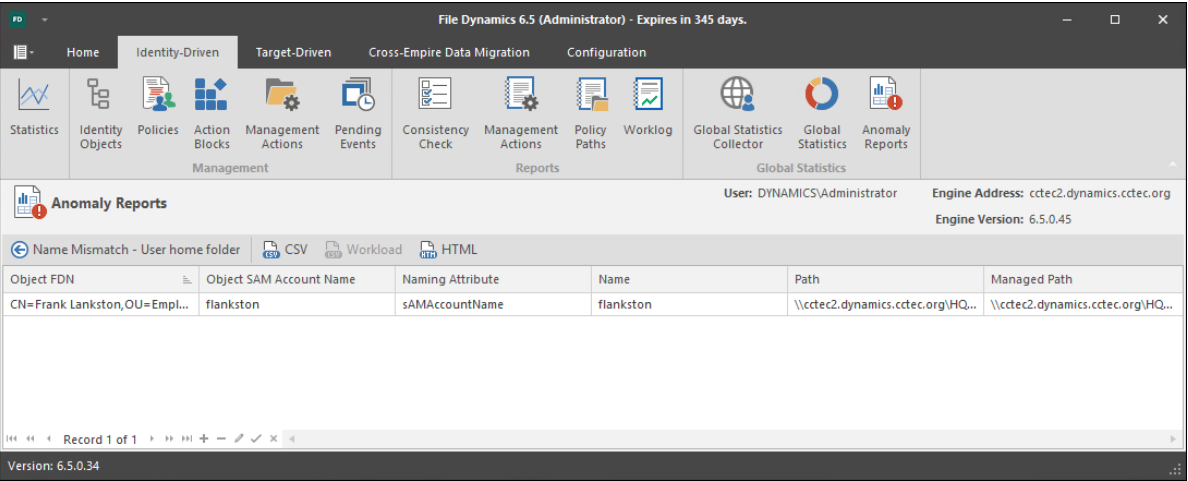 FD File Dynamics 6.5 (Administrator) - Expires in 345 days.
Home Identity-Driven Target-Driven Cross-Empire Data Migration Configuration
Statistics Identity Objects Policies Action Blocks Management Actions Pending Events Consistency Check Management Actions Policy Paths Worklog Global Statistics Collector Global Statistics Anomaly Reports
Management Reports Global Statistics
Anomaly Reports User: DYNAMICS\Administrator Engine Address: cctec2.dynamics.cctec.org
Engine Version: 6.5.0.45
Name Mismatch - User home folder CSV CSV CSV Workload HTM HTML
Object FDN Object SAM Account Name Naming Attribute Name Path Managed Path
CN=Frank Lankston,OU=Empl... flankston sAMAccountName flankston \\cctec2.dynamics.cctec.org\HQ... \\cctec2.dynamics.cctec.org\HQ...
Record 1 of 1
Version: 6.5.0.34